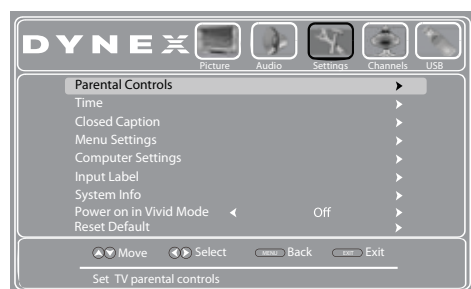 DYNEX
Picture Audio Settings Channels USB
Parental Controls
Time
Closed Caption
Menu Settings
Computer Settings
Input Label
System Info
Power on in Vivid Mode Off
Reset Default
Move Select MENU Back EXIT Exit
Set TV parental controls